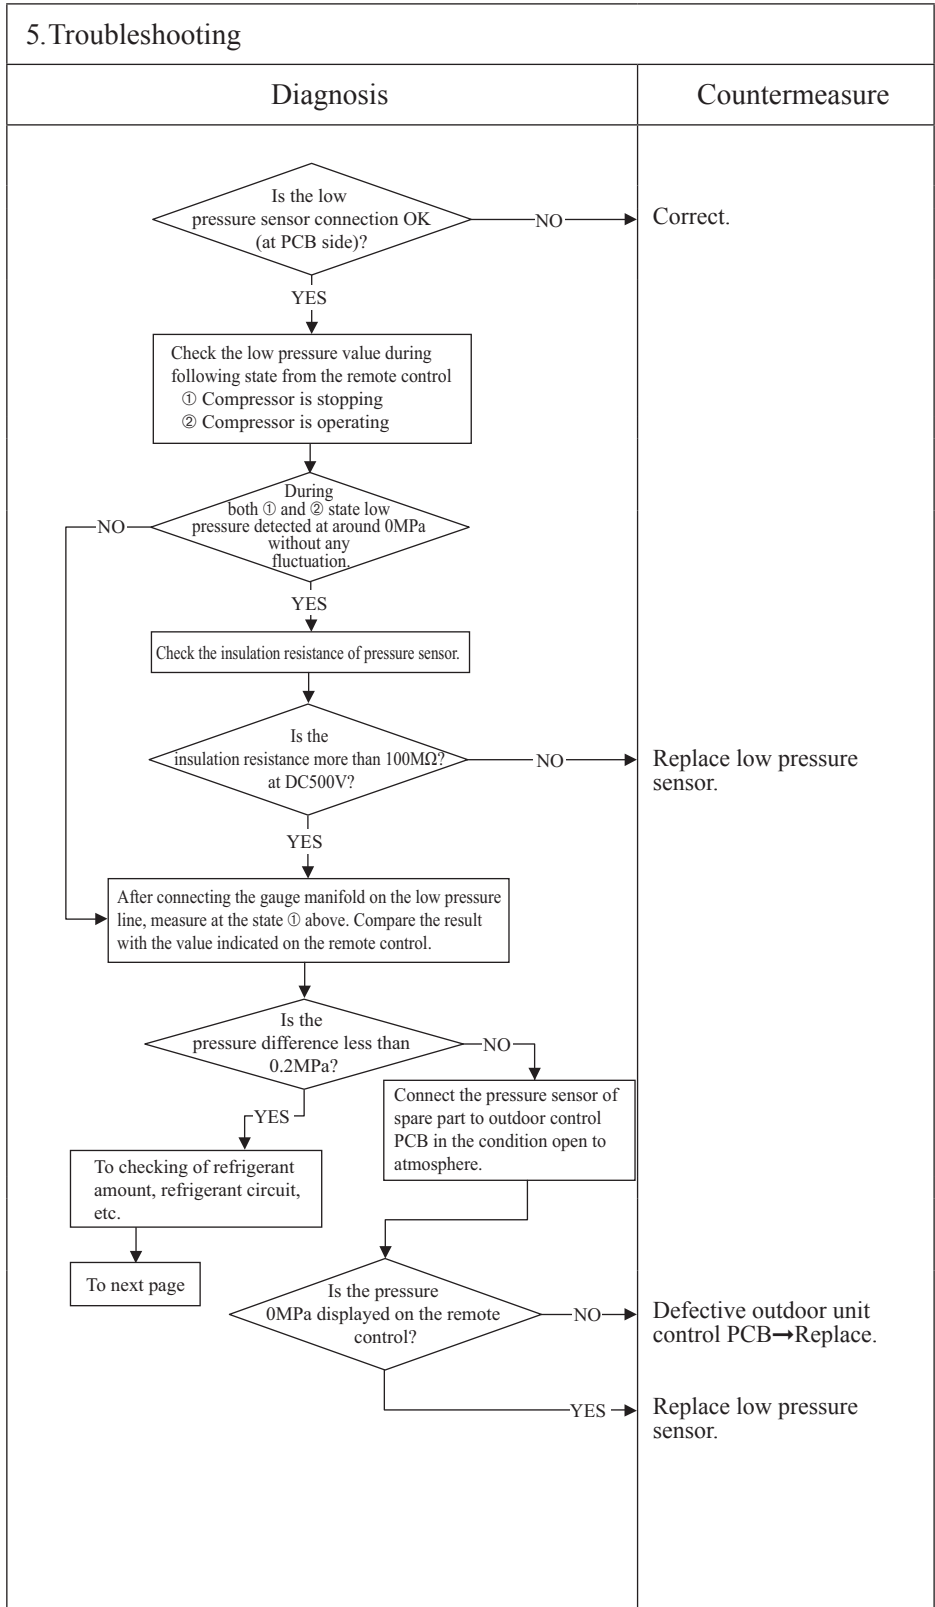 5.Troubleshooting
Diagnosis
Countermeasure
Is the low
pressure sensor connection OK
(at PCB side)?
NO
Correct.
YES
Check the low pressure value during
following state from the remote control
① Compressor is stopping
② Compressor is operating
During
both ① and ② state low
pressure detected at around 0MPa
without any
fluctuation.
NO
YES
Check the insulation resistance of pressure sensor.
Is the
insulation resistance more than 100MΩ?
at DC500V?
NO
Replace low pressure
sensor.
YES
After connecting the gauge manifold on the low pressure
line, measure at the state ① above. Compare the result
with the value indicated on the remote control.
Is the
pressure difference less than
0.2MPa?
NO
YES
Connect the pressure sensor of
spare part to outdoor control
PCB in the condition open to
atmosphere.
To checking of refrigerant
amount, refrigerant circuit,
etc.
To next page
Is the pressure
0MPa displayed on the remote
control?
NO
Defective outdoor unit
control PCB→Replace.
YES
Replace low pressure
sensor.